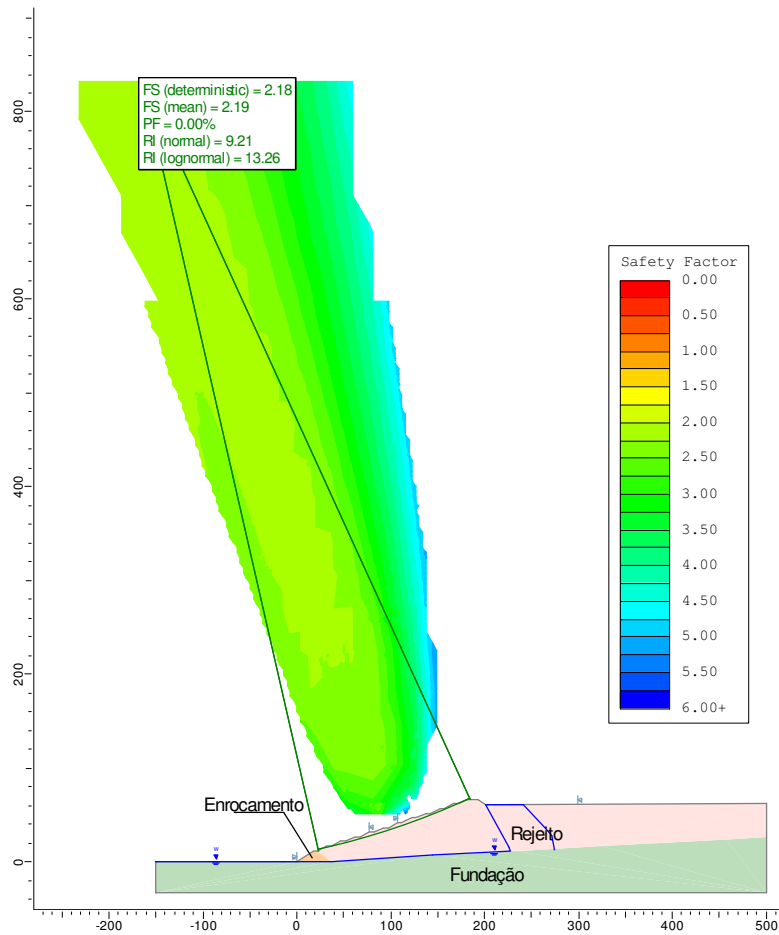 FS (deterministic) = 2.18
FS (mean) = 2.19
PF = 0.00%
RI (normal) = 9.21
RI (lognormal) = 13.26
Safety Factor
0.00
0.50
1.00
1.50
2.00
2.50
3.00
3.50
4.00
4.50
5.00
5.50
6.00+
800
600
400
200
0
Enrocamento
Rejeito
Fundação
W
W
-200
-100
0
100
200
300
400
500